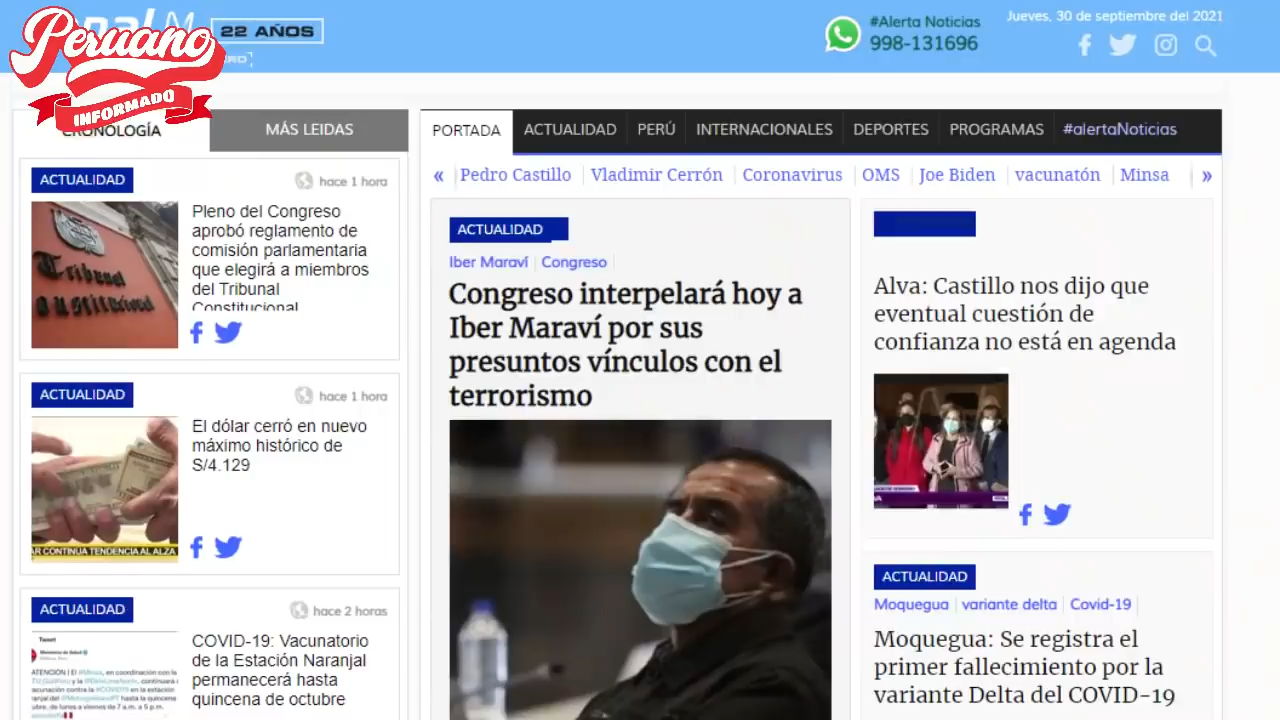 Peruano
INFORMADO
22 AÑOS
#Alerta Noticias
998-131696
Jueves, 30 de septiembre del 2021
CRONOLOGÍA
MÁS LEIDAS
ACTUALIDAD
hace 1 hora
Pleno del Congreso
aprobó reglamento de
comisión parlamentaria
que elegirá a miembros
del Tribunal
Constitucional
Tribunal
ACTUALIDAD
hace 1 hora
El dólar cerró en nuevo
máximo histórico de
S/4.129
AR CONTINUA TENDENCIA AL ALZA
ACTUALIDAD
hace 2 horas
COVID-19: Vacunatorio
de la Estación Naranjal
permanecerá hasta
quincena de octubre
PORTADA
ACTUALIDAD
PERÚ
INTERNACIONALES
DEPORTES
PROGRAMAS
#alertaNoticias
« Pedro Castillo
Vladimir Cerrón
Coronavirus
OMS
Joe Biden
vacunatón
Minsa »
ACTUALIDAD
Iber Maraví
Congreso
Congreso interpelará hoy a
Iber Maraví por sus
presuntos vínculos con el
terrorismo
Alva: Castillo nos dijo que
eventual cuestión de
confianza no está en agenda
ACTUALIDAD
Moquegua
variante delta
Covid-19
Moquegua: Se registra el
primer fallecimiento por la
variante Delta del COVID-19